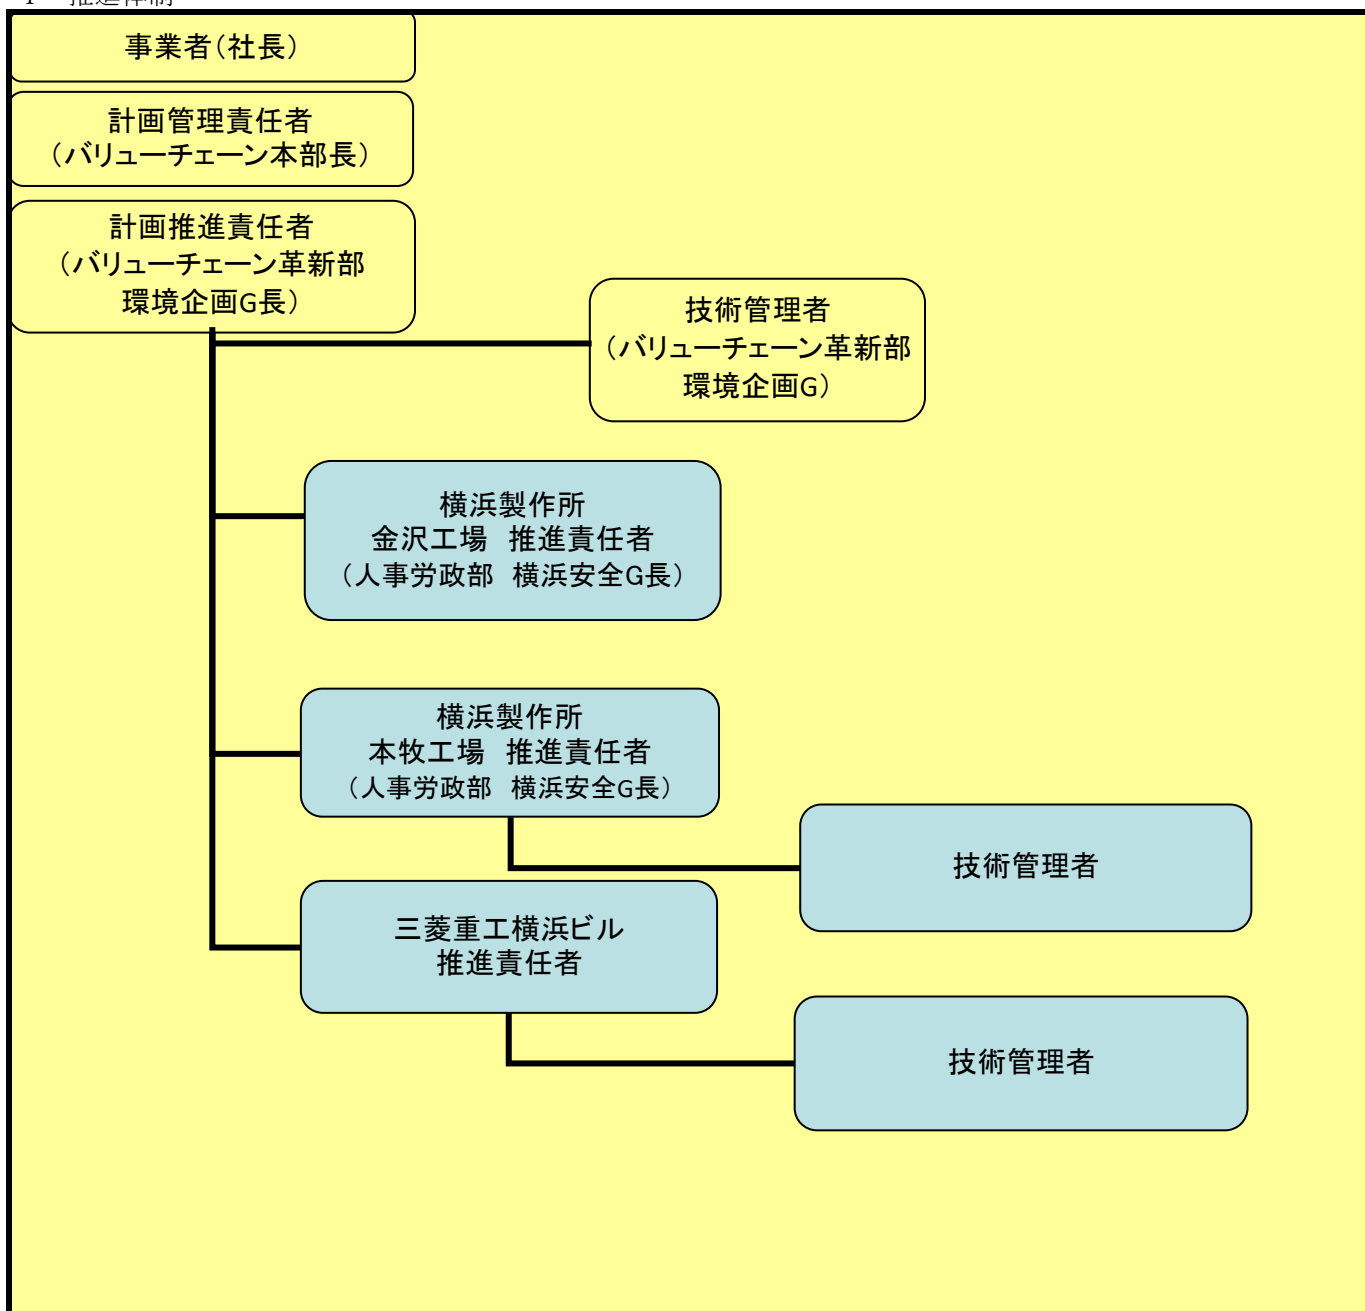 推進体制
事業者（社長）
計画管理責任者
（バリューチェーン本部長）
計画推進責任者
（バリューチェーン革新部
環境企画G長）
技術管理者
（バリューチェーン革新部
環境企画G）
横浜製作所
金沢工場　推進責任者
（人事労政部　横浜安全G長）
横浜製作所
本牧工場　推進責任者
（人事労政部　横浜安全G長）
技術管理者
三菱重工横浜ビル
推進責任者
技術管理者